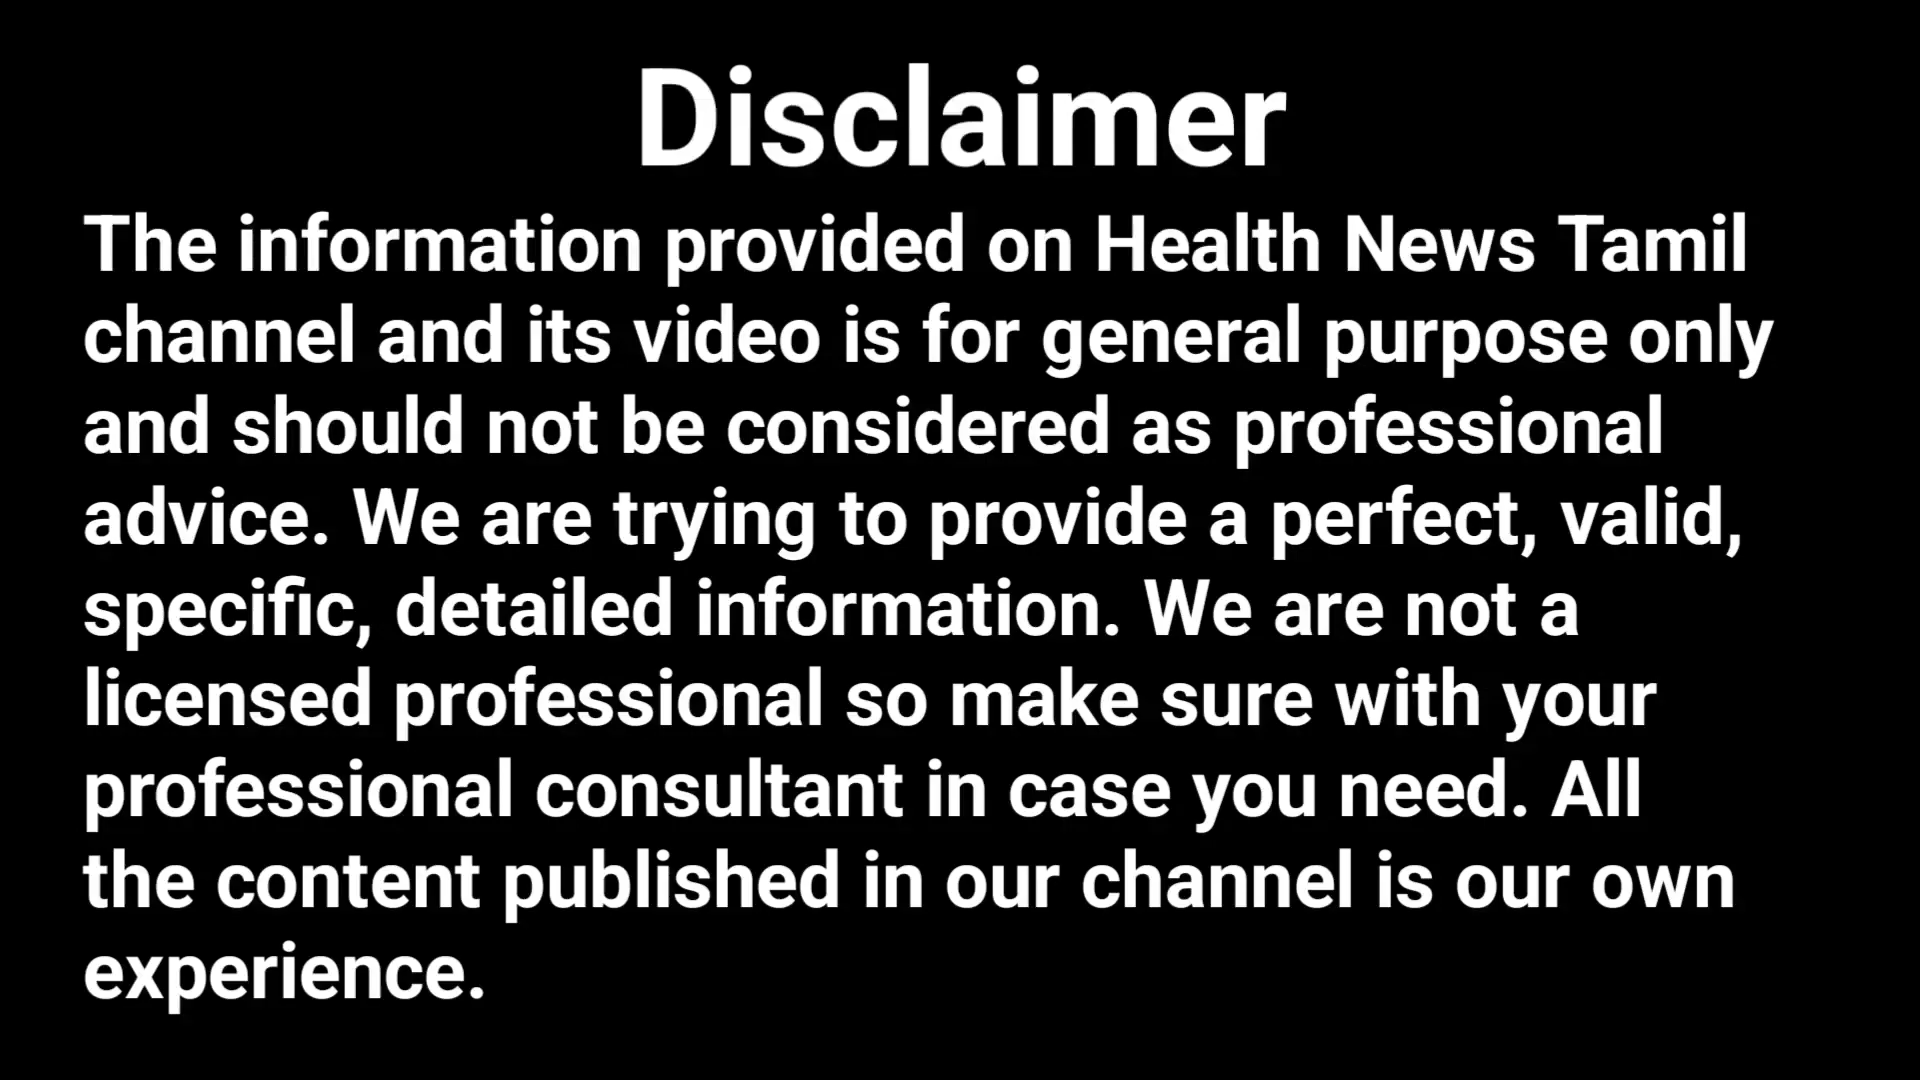 Disclaimer
The information provided on Health News Tamil
channel and its video is for general purpose only
and should not be considered as professional
advice. We are trying to provide a perfect, valid,
specific, detailed information. We are not a
licensed professional so make sure with your
professional consultant in case you need. All
the content published in our channel is our own
experience.